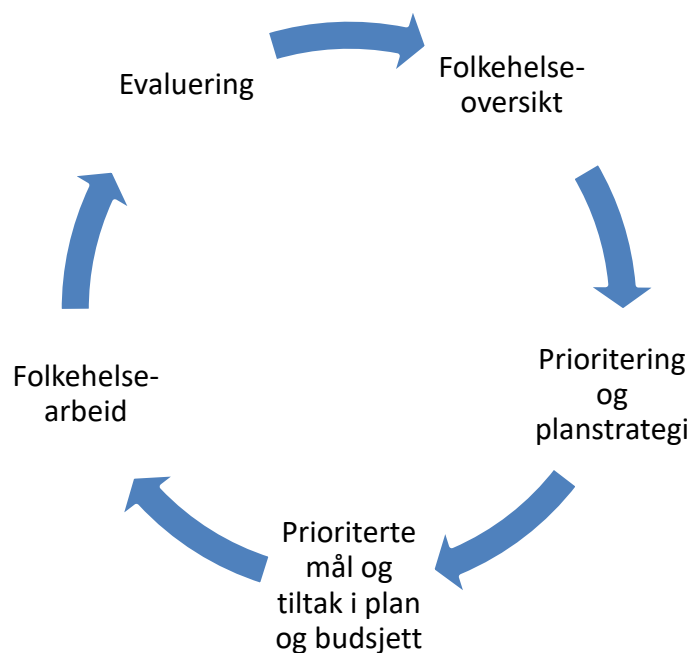 Evaluering
Folkehelse-
oversikt
Prioritering
og
planstrategi
Prioriterte
mål og
tiltak i plan
og budsjett
Folkehelse-
arbeid